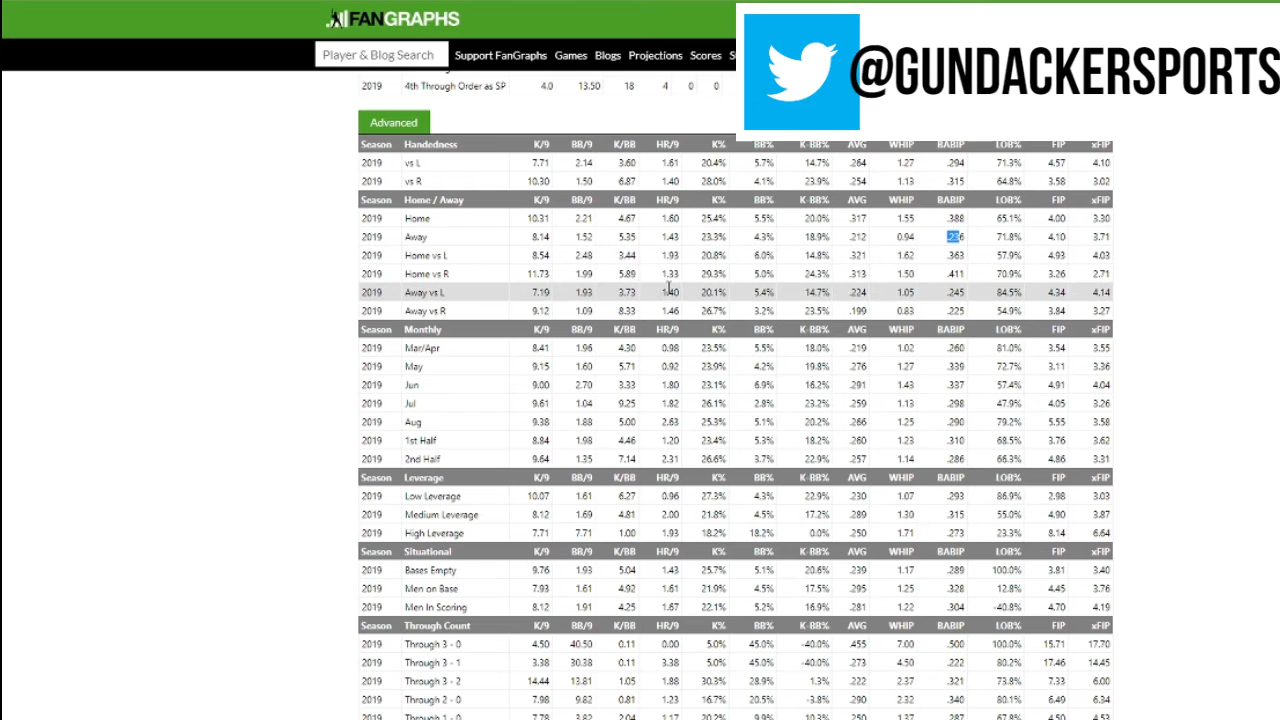 FANGRAPHS
@GUNDACKERSPORTS
Player & Blog Search Support FanGraphs Games Blogs Projections Scores
2019 4th Through Order as SP 4.0 13.50 18 4 0 0
Advanced
Season Handedness K/9 BB/9 K/BB HR/9 K% BB% K-BB% AVG WHIP BABIP LOB% FIP xFIP
2019 vs L 7.71 2.14 3.60 1.61 20.4% 5.7% 14.7% .264 1.27 .294 71.3% 4.57 4.10
2019 vs R 10.30 1.50 6.87 1.40 28.0% 4.1% 23.9% .254 1.13 .315 64.8% 3.58 3.02
Season Home / Away K/9 BB/9 K/BB HR/9 K% BB% K-BB% AVG WHIP BABIP LOB% FIP xFIP
2019 Home 10.31 2.21 4.67 1.60 25.4% 5.5% 20.0% .317 1.55 .388 65.1% 4.00 3.30
2019 Away 8.14 1.52 5.35 1.43 23.3% 4.3% 18.9% .212 0.94 .236 71.8% 4.10 3.71
2019 Home vs L 8.54 2.48 3.44 1.93 20.8% 6.0% 14.8% .321 1.62 .363 57.9% 4.93 4.03
2019 Home vs R 11.73 1.99 5.89 1.33 29.3% 5.0% 24.3% .313 1.50 .411 70.9% 3.26 2.71
2019 Away vs L 7.19 1.93 3.73 1.40 20.1% 5.4% 14.7% .224 1.05 .245 84.5% 4.34 4.14
2019 Away vs R 9.12 1.09 8.33 1.46 26.7% 3.2% 23.5% .199 0.83 .225 54.9% 3.84 3.27
Season Monthly K/9 BB/9 K/BB HR/9 K% BB% K-BB% AVG WHIP BABIP LOB% FIP xFIP
2019 Mar/Apr 8.41 1.96 4.30 0.98 23.5% 5.5% 18.0% .219 1.02 .260 81.0% 3.54 3.55
2019 May 9.15 1.60 5.71 0.92 23.9% 4.2% 19.8% .276 1.27 .339 72.7% 3.11 3.36
2019 Jun 9.00 2.70 3.33 1.80 23.1% 6.9% 16.2% .291 1.43 .337 57.4% 4.91 4.04
2019 Jul 9.61 1.04 9.25 1.82 26.1% 2.8% 23.2% .259 1.13 .298 47.9% 4.05 3.26
2019 Aug 9.38 1.88 5.00 2.63 25.3% 5.1% 20.2% .266 1.25 .290 79.2% 5.55 3.58
2019 1st Half 8.84 1.98 4.46 1.20 23.4% 5.3% 18.2% .260 1.23 .310 68.5% 3.76 3.62
2019 2nd Half 9.64 1.35 7.14 2.31 26.6% 3.7% 22.9% .257 1.14 .286 66.3% 4.86 3.31
Season Leverage K/9 BB/9 K/BB HR/9 K% BB% K-BB% AVG WHIP BABIP LOB% FIP xFIP
2019 Low Leverage 10.07 1.61 6.27 0.96 27.3% 4.3% 22.9% .230 1.07 .293 86.9% 2.98 3.03
2019 Medium Leverage 8.12 1.69 4.81 2.00 21.8% 4.5% 17.2% .289 1.30 .315 55.0% 4.90 3.87
2019 High Leverage 7.71 7.71 1.00 1.93 18.2% 18.2% 0.0% .250 1.71 .273 23.3% 8.14 6.64
Season Situational K/9 BB/9 K/BB HR/9 K% BB% K-BB% AVG WHIP BABIP LOB% FIP xFIP
2019 Bases Empty 9.76 1.93 5.04 1.43 25.7% 5.1% 20.6% .239 1.17 .289 100.0% 3.81 3.40
2019 Men on Base 7.93 1.61 4.92 1.61 21.9% 4.5% 17.5% .295 1.25 .328 12.8% 4.45 3.76
2019 Men In Scoring 8.12 1.91 4.25 1.67 22.1% 5.2% 16.9% .281 1.22 .304 -40.8% 4.70 4.19
Season Through Count K/9 BB/9 K/BB HR/9 K% BB% K-BB% AVG WHIP BABIP LOB% FIP xFIP
2019 Through 3 - 0 4.50 40.50 0.11 0.00 5.0% 45.0% -40.0% .455 7.00 .500 100.0% 15.71 17.70
2019 Through 3 - 1 3.38 30.38 0.11 3.38 5.0% 45.0% -40.0% .273 4.50 .222 80.2% 17.46 14.45
2019 Through 3 - 2 14.44 13.81 1.05 1.88 30.3% 28.9% 1.3% .222 2.37 .321 73.8% 7.33 6.00
2019 Through 2 - 0 7.98 9.82 0.81 1.23 16.7% 20.5% -3.8% .290 2.32 .340 80.1% 6.49 6.34
2019 Through 1 - 0 7.78 3.82 2.04 1.17 20.2% 9.9% 10.3% .250 1.37 .287 67.8% 4.50 4.53